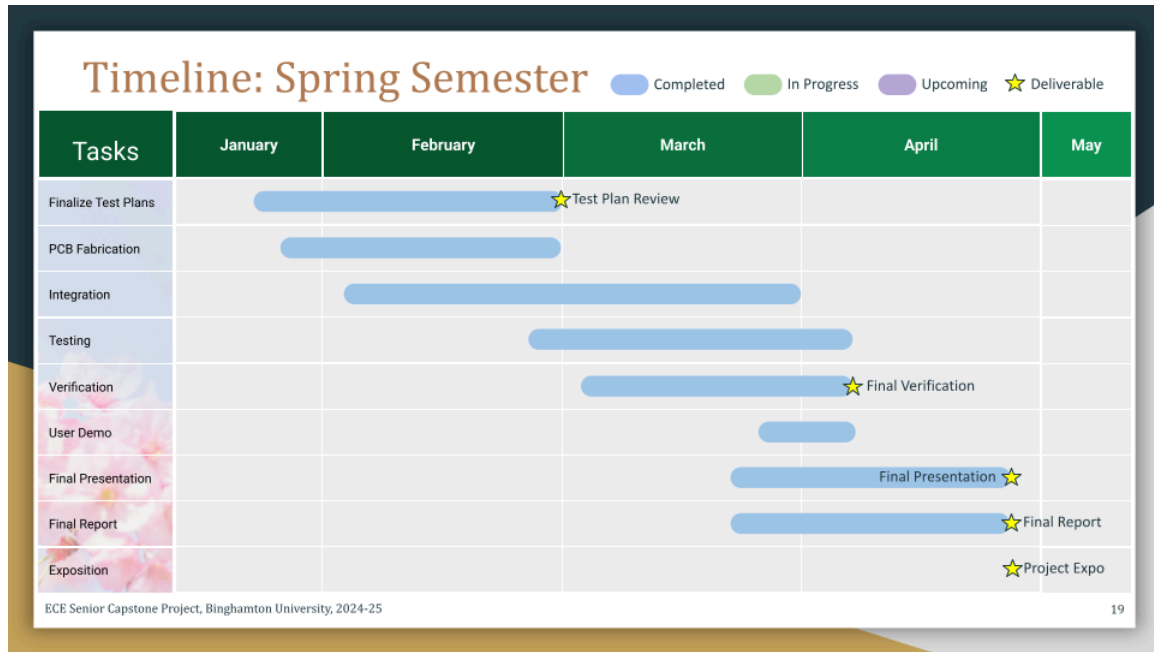 Timeline: Spring Semester
Completed
In Progress
Upcoming
Deliverable
Tasks
January
February
March
April
May
Finalize Test Plans
Test Plan Review
PCB Fabrication
Integration
Testing
Verification
Final Verification
User Demo
Final Presentation
Final Presentation
Final Report
Final Report
Exposition
Project Expo
ECE Senior Capstone Project, Binghamton University, 2024-25
19